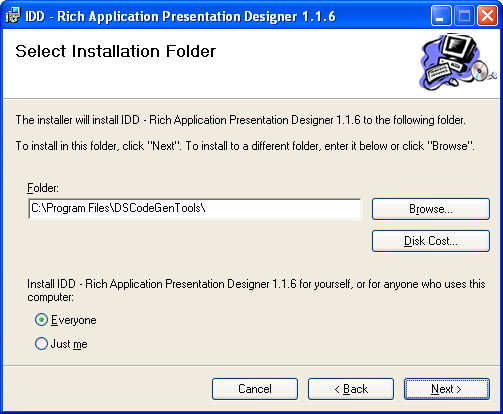 IDD - Rich Application Presentation Designer 1.1.6
Select Installation Folder
The installer will install IDD - Rich Application Presentation Designer 1.1.6 to the following folder.
To install in this folder, click "Next". To install to a different folder, enter it below or click "Browse".
Folder:
C:\Program Files\DSCodeGenTools\
Browse...
Disk Cost...
Install IDD - Rich Application Presentation Designer 1.1.6 for yourself, or for anyone who uses this
computer:
Everyone
Just me
Cancel
< Back
Next >